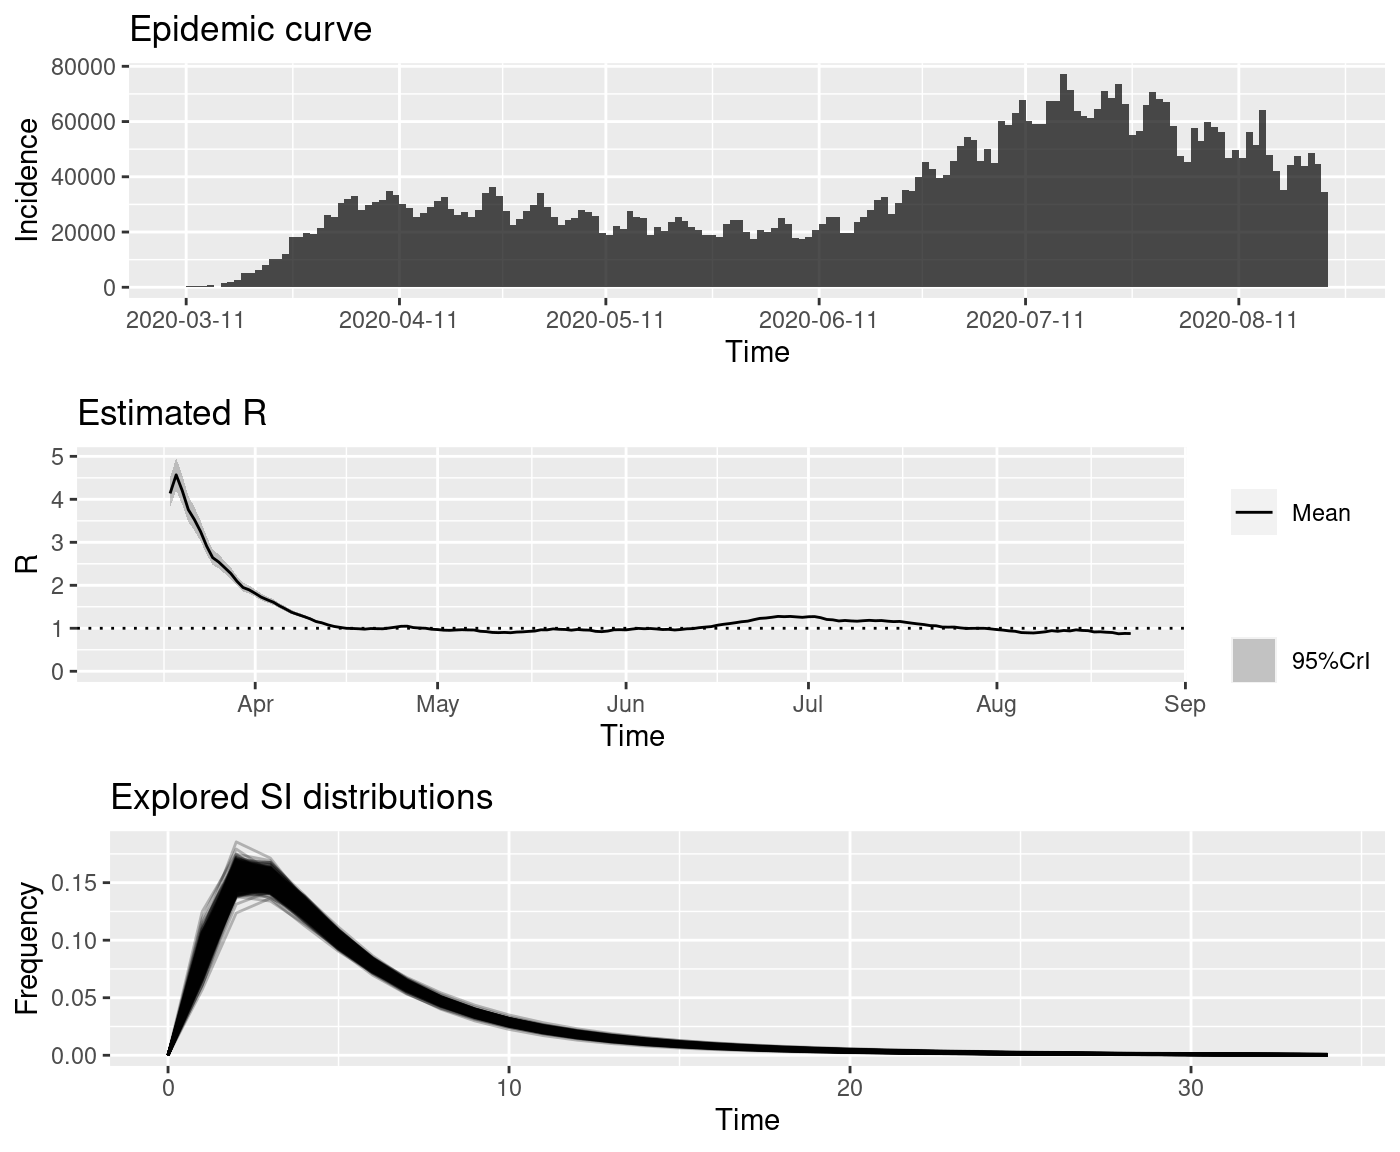 Epidemic curve
80000
60000
40000
20000
0
Incidence
2020-03-11 2020-04-11 2020-05-11 2020-06-11 2020-07-11 2020-08-11
Time
Estimated R
5
4
3
2
1
0
R
Apr May Jun Jul Aug Sep
Time
Mean
95%CrI
Explored SI distributions
0.15
0.10
0.05
0.00
Frequency
0 10 20 30
Time